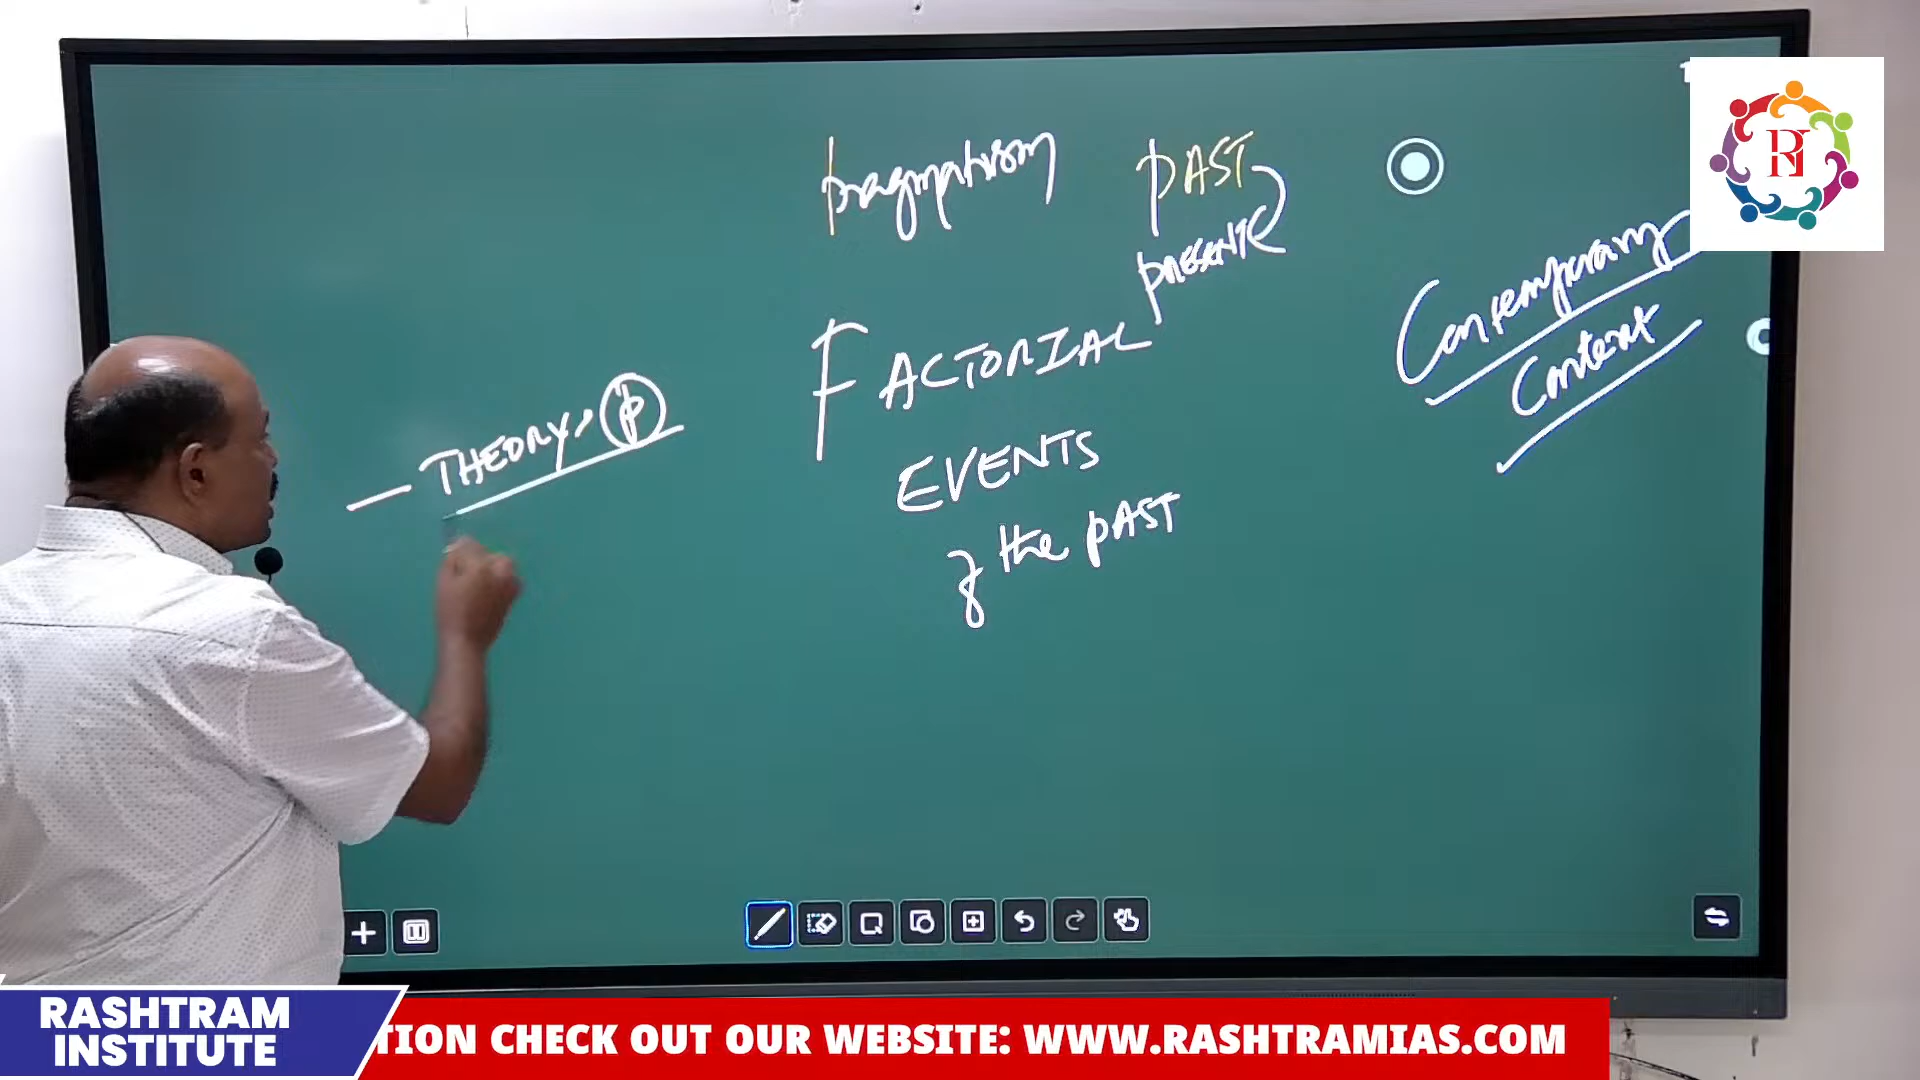 pragmatism PAST
PRESENT
Contemporary
Context
FACTORIAL
— THEORY - P
EVENTS
of the PAST
RASHTRAM
INSTITUTE
TION CHECK OUT OUR WEBSITE: WWW.RASHTRAMIAS.COM